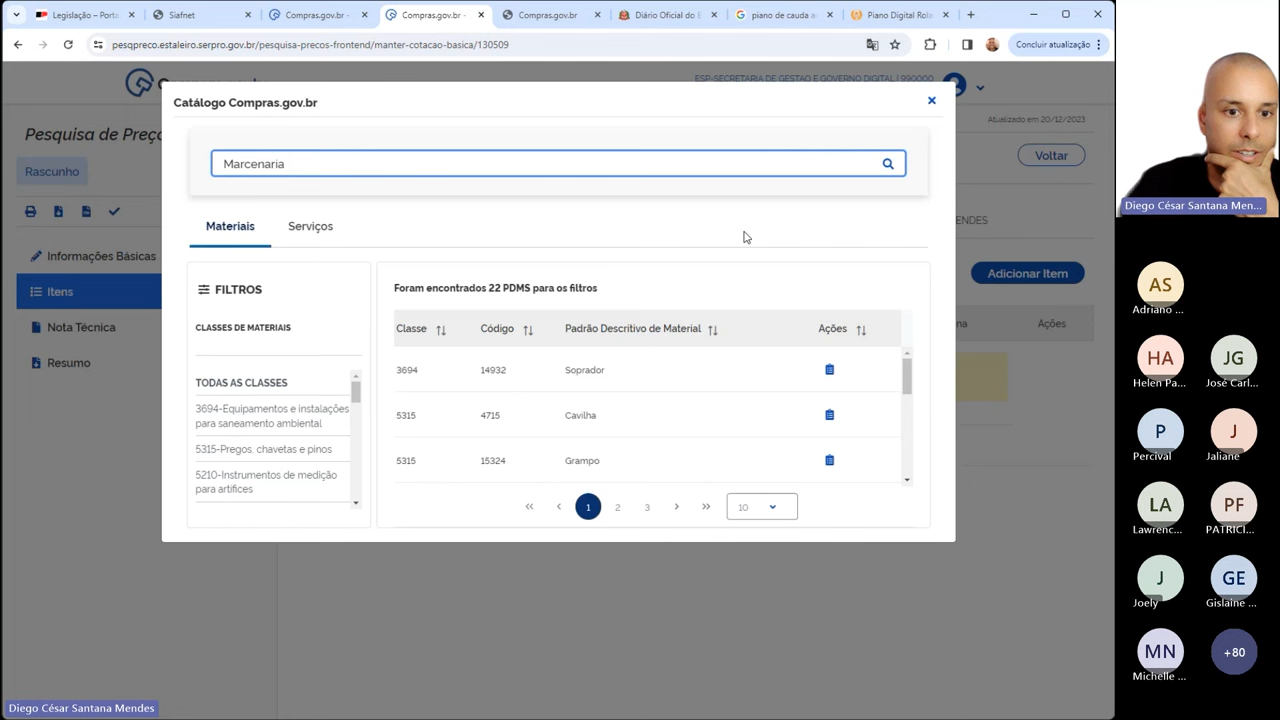 Legislação – Porta
Siafnet
Compras.gov.br -
Compras.gov.br -
Compras.gov.br
Diário Oficial do E
piano de cauda a
Piano Digital Rola
pesqpreco.estaleiro.serpro.gov.br/pesquisa-precos-frontend/manter-cotacao-basica/130509
Concluir atualização
ESP-SECRETARIA DE GESTAO E GOVERNO DIGITAL | 990000
Catálogo Compras.gov.br
Atualizado em 20/12/2023
Pesquisa de Preço
Marcenaria
Voltar
Rascunho
Materiais
Serviços
Informações Básicas
Itens
Nota Técnica
Resumo
Adicionar Item
Ações
FILTROS
CLASSES DE MATERIAIS
TODAS AS CLASSES
3694-Equipamentos e instalações
para saneamento ambiental
5315-Pregos, chavetas e pinos
5210-Instrumentos de medição
para artífices
Foram encontrados 22 PDMS para os filtros
Classe Código Padrão Descritivo de Material Ações
3694 14932 Soprador
5315 4715 Cavilha
5315 15324 Grampo
« ‹ 1 2 3 › » 10
Diego César Santana Mendes
Diego César Santana Men...
AS
Adriano ...
HA
Helen Pa...
JG
José Carl...
P
Percival
J
Jaliane
LA
Lawrenc...
PF
PATRICI...
J
Joely
GE
Gislaine ...
MN
Michelle ...
+80